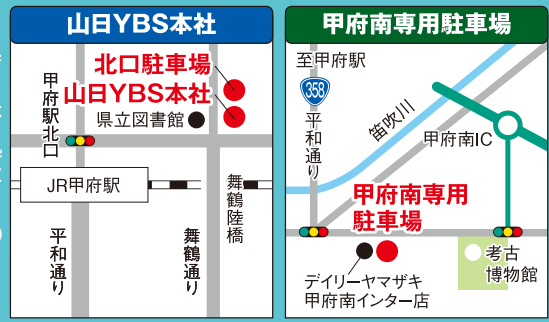 山日YBS本社
北口駐車場
山日YBS本社
県立図書館
甲府駅北口
JR甲府駅
舞鶴陸橋
平和通り
舞鶴通り
甲府南専用駐車場
至甲府駅
358
平和通り
笛吹川
甲府南IC
甲府南専用
駐車場
デイリーヤマザキ
甲府南インター店
考古
博物館